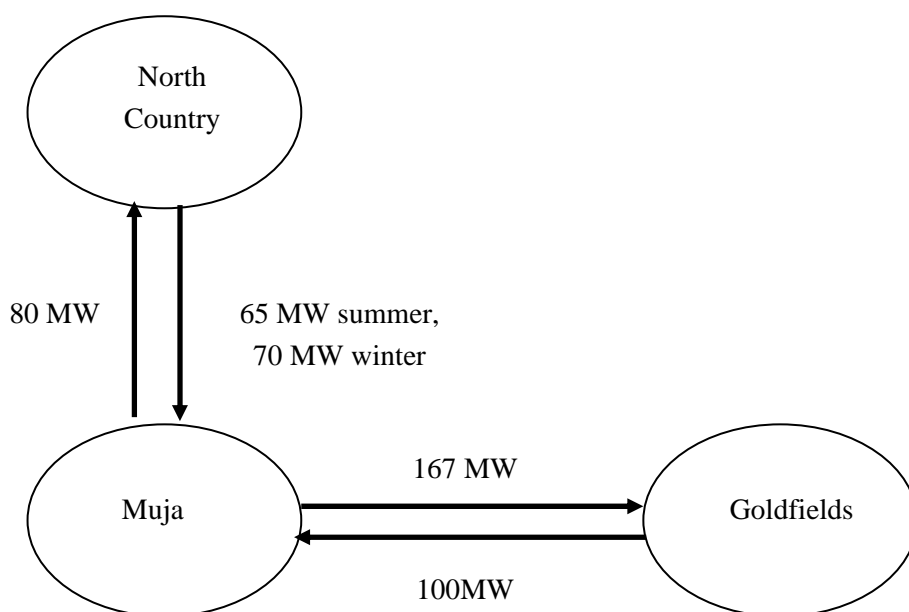 North
Country
80 MW
65 MW summer,
70 MW winter
167 MW
Muja
Goldfields
100MW